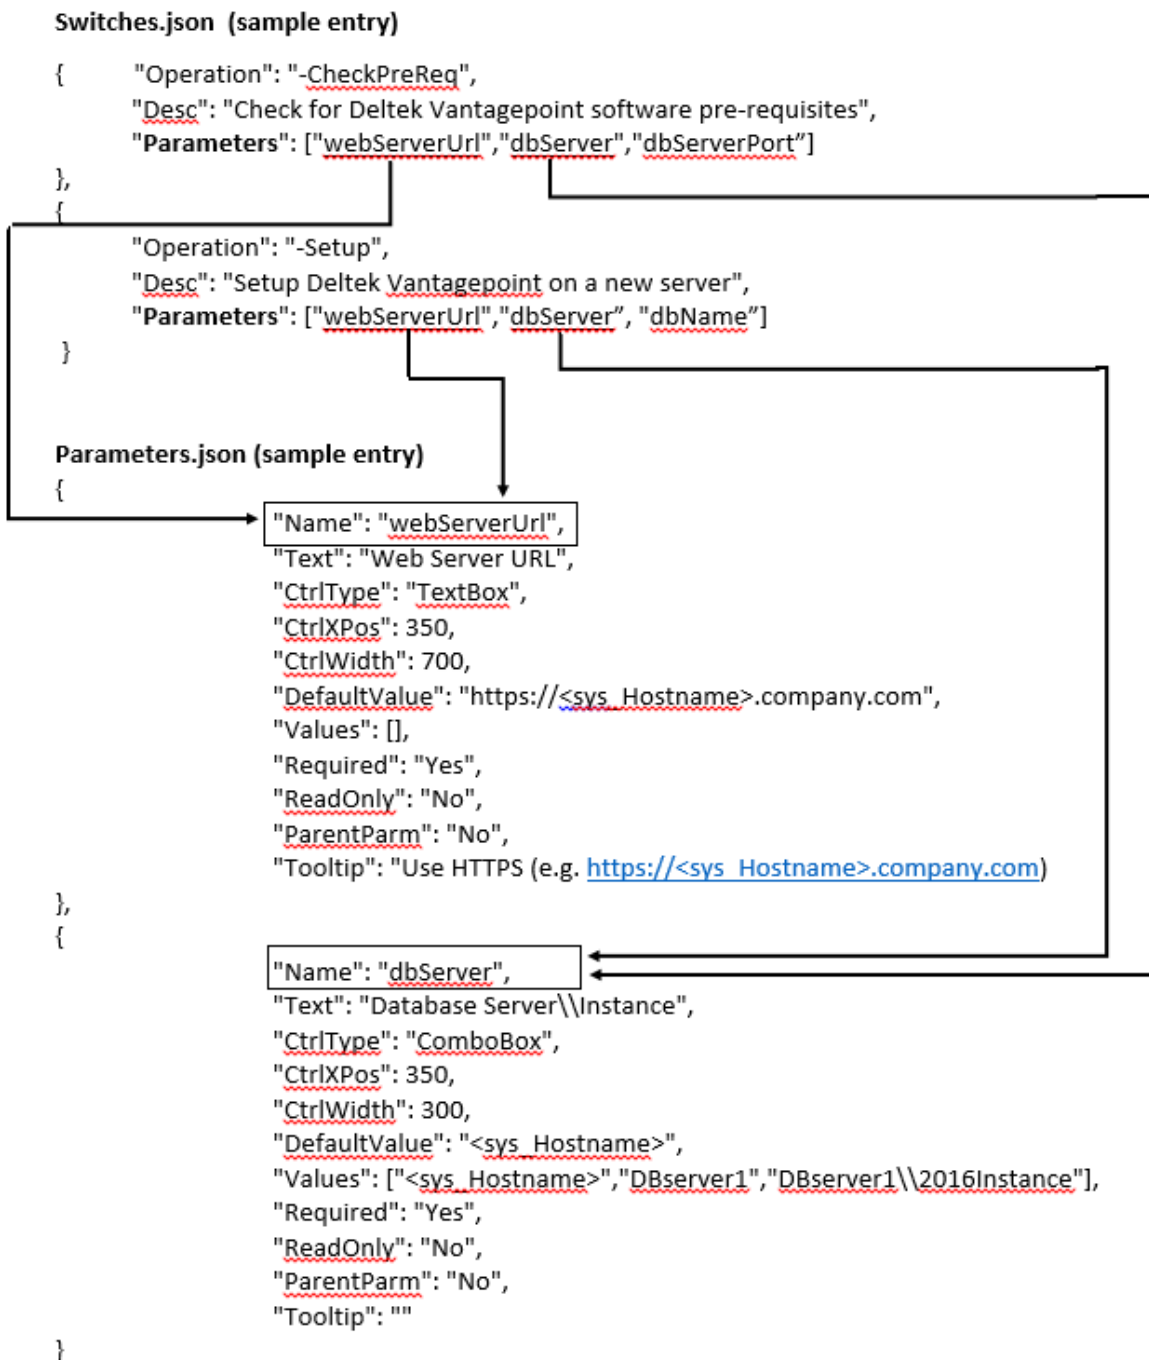 Switches.json (sample entry)
{ "Operation": "-CheckPreReq",
"Desc": "Check for Deltek Vantagepoint software pre-requisites",
"Parameters": ["webServerUrl","dbServer","dbServerPort”]
},
{
"Operation": "-Setup",
"Desc": "Setup Deltek Vantagepoint on a new server",
"Parameters": ["webServerUrl","dbServer”, "dbName”]
}
Parameters.json (sample entry)
{
"Name": "webServerUrl",
"Text": "Web Server URL",
"CtrlType": "TextBox",
"CtrlXPos": 350,
"CtrlWidth": 700,
"DefaultValue": "https://<sys_Hostname>.company.com",
"Values": [],
"Required": "Yes",
"ReadOnly": "No",
"ParentParm": "No",
"Tooltip": "Use HTTPS (e.g. https://<sys_Hostname>.company.com)
},
{
"Name": "dbServer",
"Text": "Database Server\\Instance",
"CtrlType": "ComboBox",
"CtrlXPos": 350,
"CtrlWidth": 300,
"DefaultValue": "<sys_Hostname>",
"Values": ["<sys_Hostname>","DBserver1","DBserver1\\2016Instance"],
"Required": "Yes",
"ReadOnly": "No",
"ParentParm": "No",
"Tooltip": ""
}